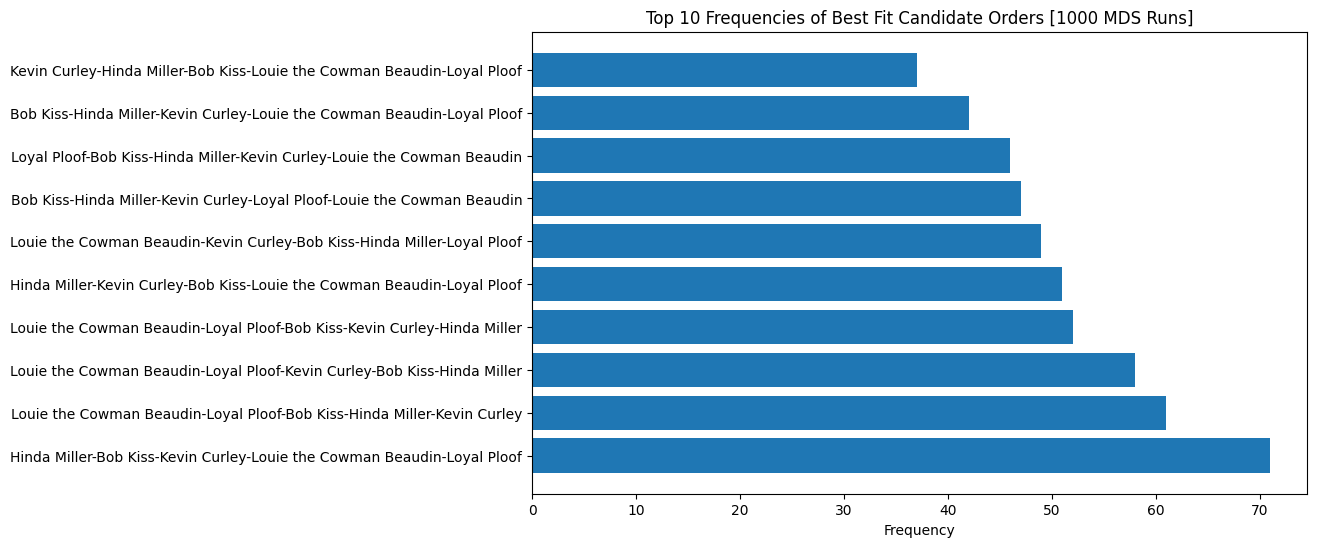 Top 10 Frequencies of Best Fit Candidate Orders [1000 MDS Runs]
Kevin Curley-Hinda Miller-Bob Kiss-Louie the Cowman Beaudin-Loyal Ploof
Bob Kiss-Hinda Miller-Kevin Curley-Louie the Cowman Beaudin-Loyal Ploof
Loyal Ploof-Bob Kiss-Hinda Miller-Kevin Curley-Louie the Cowman Beaudin
Bob Kiss-Hinda Miller-Kevin Curley-Loyal Ploof-Louie the Cowman Beaudin
Louie the Cowman Beaudin-Kevin Curley-Bob Kiss-Hinda Miller-Loyal Ploof
Hinda Miller-Kevin Curley-Bob Kiss-Louie the Cowman Beaudin-Loyal Ploof
Louie the Cowman Beaudin-Loyal Ploof-Bob Kiss-Kevin Curley-Hinda Miller
Louie the Cowman Beaudin-Loyal Ploof-Kevin Curley-Bob Kiss-Hinda Miller
Louie the Cowman Beaudin-Loyal Ploof-Bob Kiss-Hinda Miller-Kevin Curley
Hinda Miller-Bob Kiss-Kevin Curley-Louie the Cowman Beaudin-Loyal Ploof
0 10 20 30 40 50 60 70
Frequency